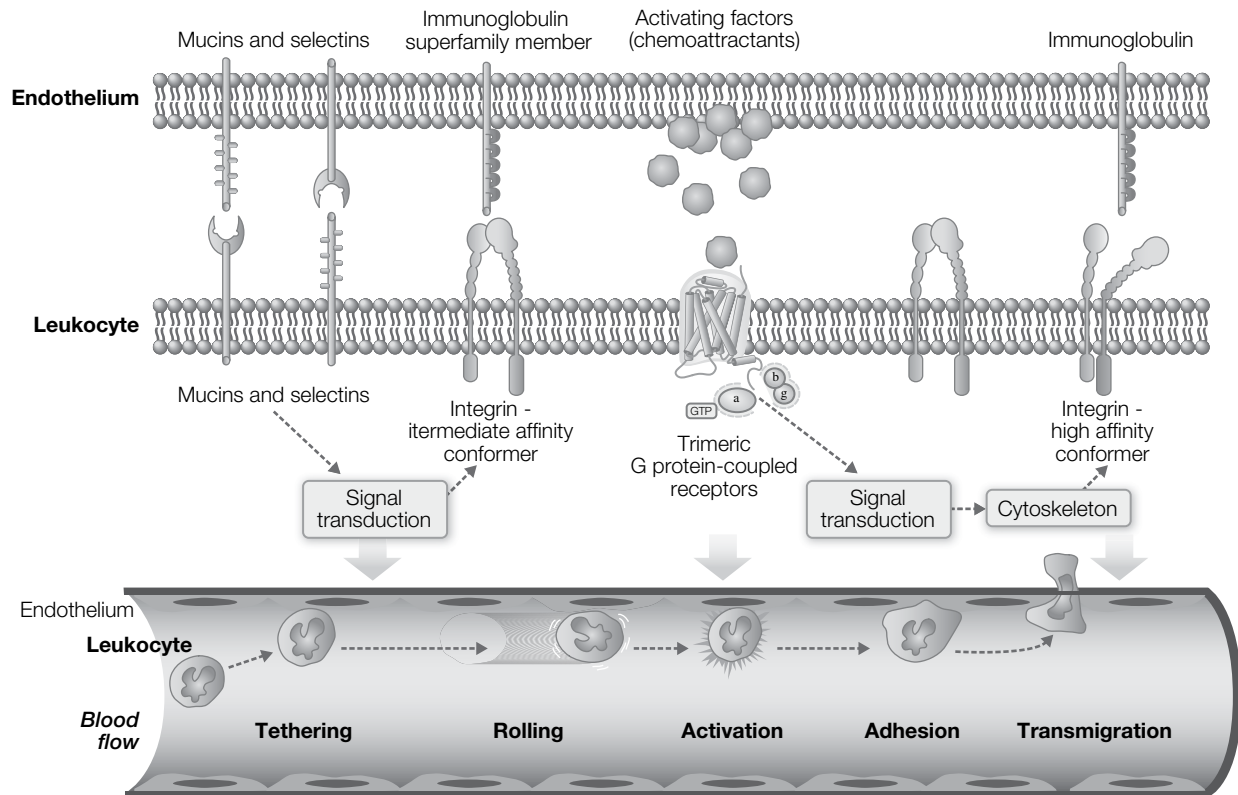 Mucins and selectins
Immunoglobulin
superfamily member
Activating factors
(chemoattractants)
Immunoglobulin
Endothelium
Leukocyte
Mucins and selectins
Integrin -
itermediate affinity
conformer
b
g
a
GTP
Trimeric
G protein-coupled
receptors
Integrin -
high affinity
conformer
Signal
transduction
Signal
transduction
Cytoskeleton
Endothelium
Leukocyte
Blood
flow
Tethering
Rolling
Activation
Adhesion
Transmigration